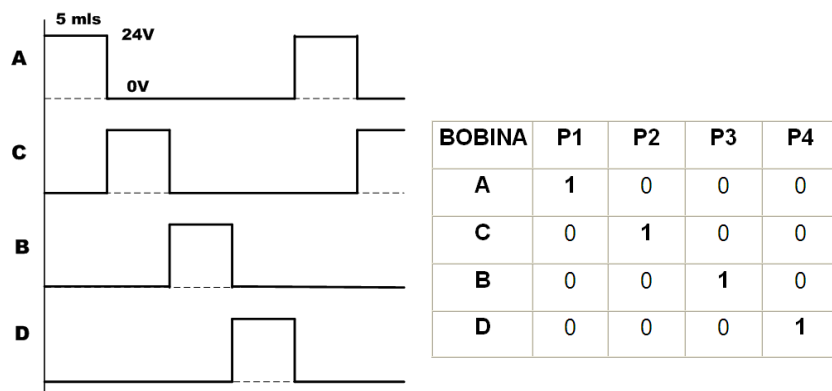 5 mls
24V
A
0V
C
B
D
BOBINA P1 P2 P3 P4
A 1 0 0 0
C 0 1 0 0
B 0 0 1 0
D 0 0 0 1